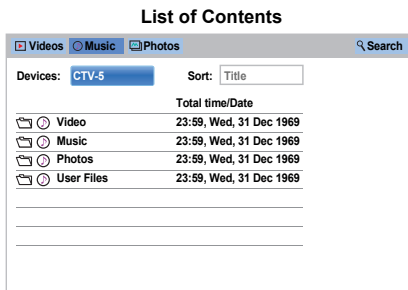 List of Contents
Videos Music Photos Search
Devices: CTV-5 Sort: Title
Total time/Date
Video 23:59, Wed, 31 Dec 1969
Music 23:59, Wed, 31 Dec 1969
Photos 23:59, Wed, 31 Dec 1969
User Files 23:59, Wed, 31 Dec 1969